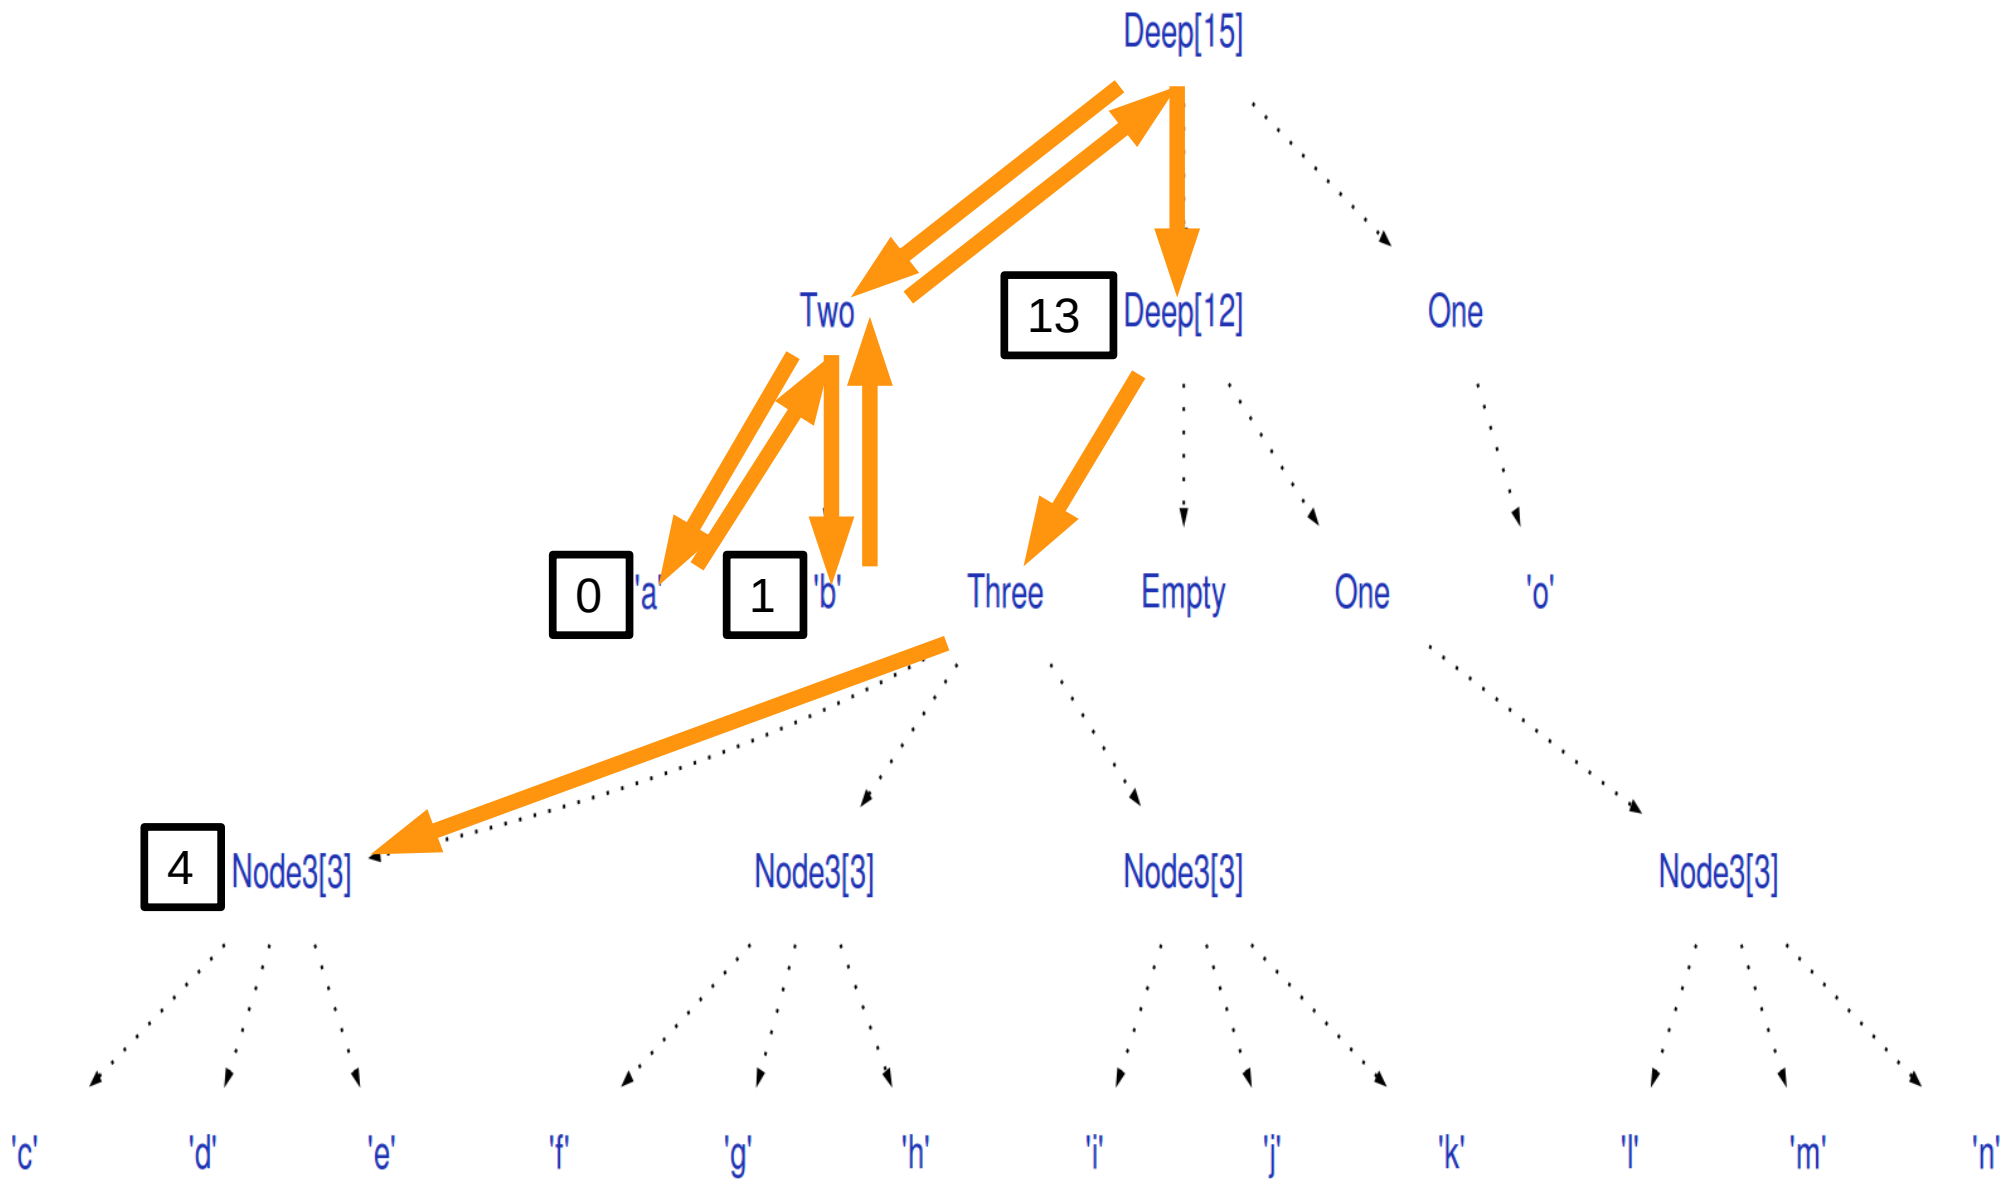 Deep[15]
Two
13
Deep[12]
One
0
'a'
1
'b'
Three
Empty
One
'o'
4
Node3[3]
Node3[3]
Node3[3]
Node3[3]
'c'
'd'
'e'
'f'
'g'
'h'
'i'
'j'
'k'
'l'
'm'
'n'